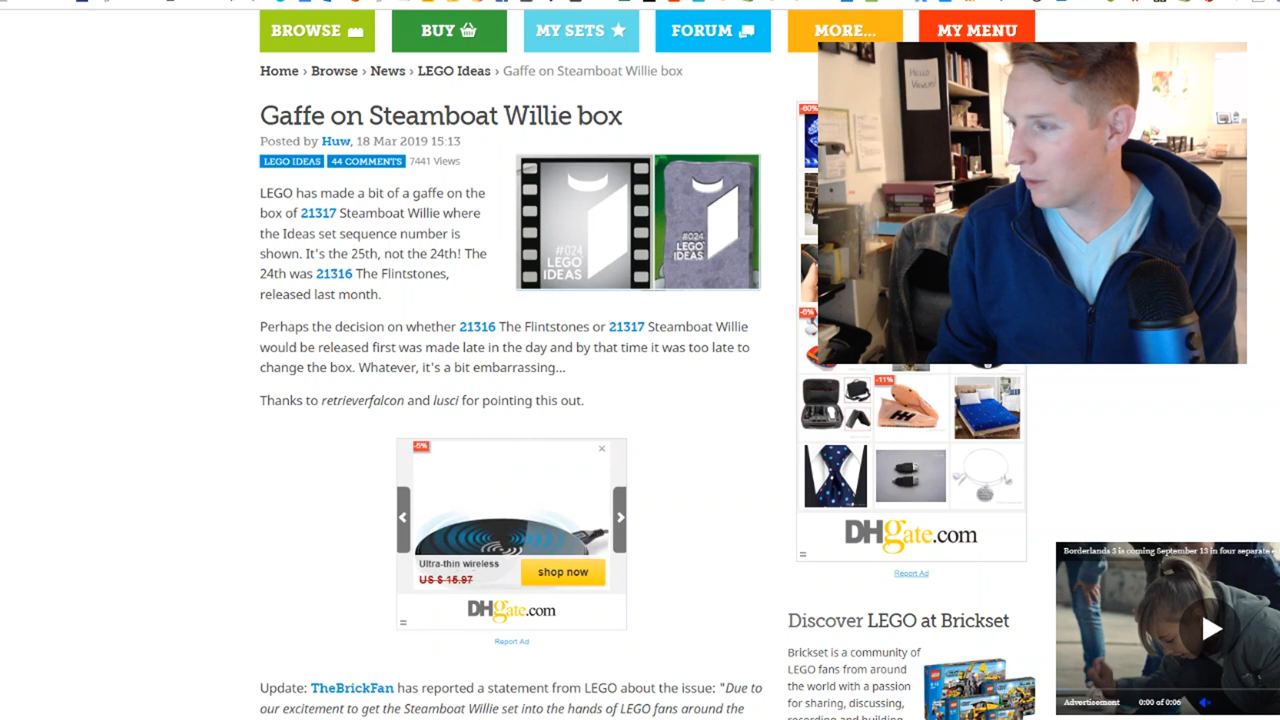 BROWSE
BUY
MY SETS
FORUM
MORE...
MY MENU
Home › Browse › News › LEGO Ideas › Gaffe on Steamboat Willie box
Gaffe on Steamboat Willie box
Posted by Huw, 18 Mar 2019 15:13
LEGO IDEAS 44 COMMENTS 7441 Views
LEGO has made a bit of a gaffe on the
box of 21317 Steamboat Willie where
the Ideas set sequence number is
shown. It's the 25th, not the 24th! The
24th was 21316 The Flintstones,
released last month.
#024
LEGO
IDEAS
#024
LEGO
IDEAS
Perhaps the decision on whether 21316 The Flintstones or 21317 Steamboat Willie
would be released first was made late in the day and by that time it was too late to
change the box. Whatever, it's a bit embarrassing...
Thanks to retrieverfalcon and lusci for pointing this out.
-5%
Ultra-thin wireless
US $ 15.97
shop now
DHgate.com
Report Ad
Update: TheBrickFan has reported a statement from LEGO about the issue: "Due to
our excitement to get the Steamboat Willie set into the hands of LEGO fans around the
HELLO
VIEWERS!
-60%
-6%
-11%
DHgate.com
Report Ad
Discover LEGO at Brickset
Brickset is a community of
LEGO fans from around
the world with a passion
for sharing, discussing,
recording and building
Borderlands 3 is coming September 13 in four separate
Advertisement 0:00 of 0:06